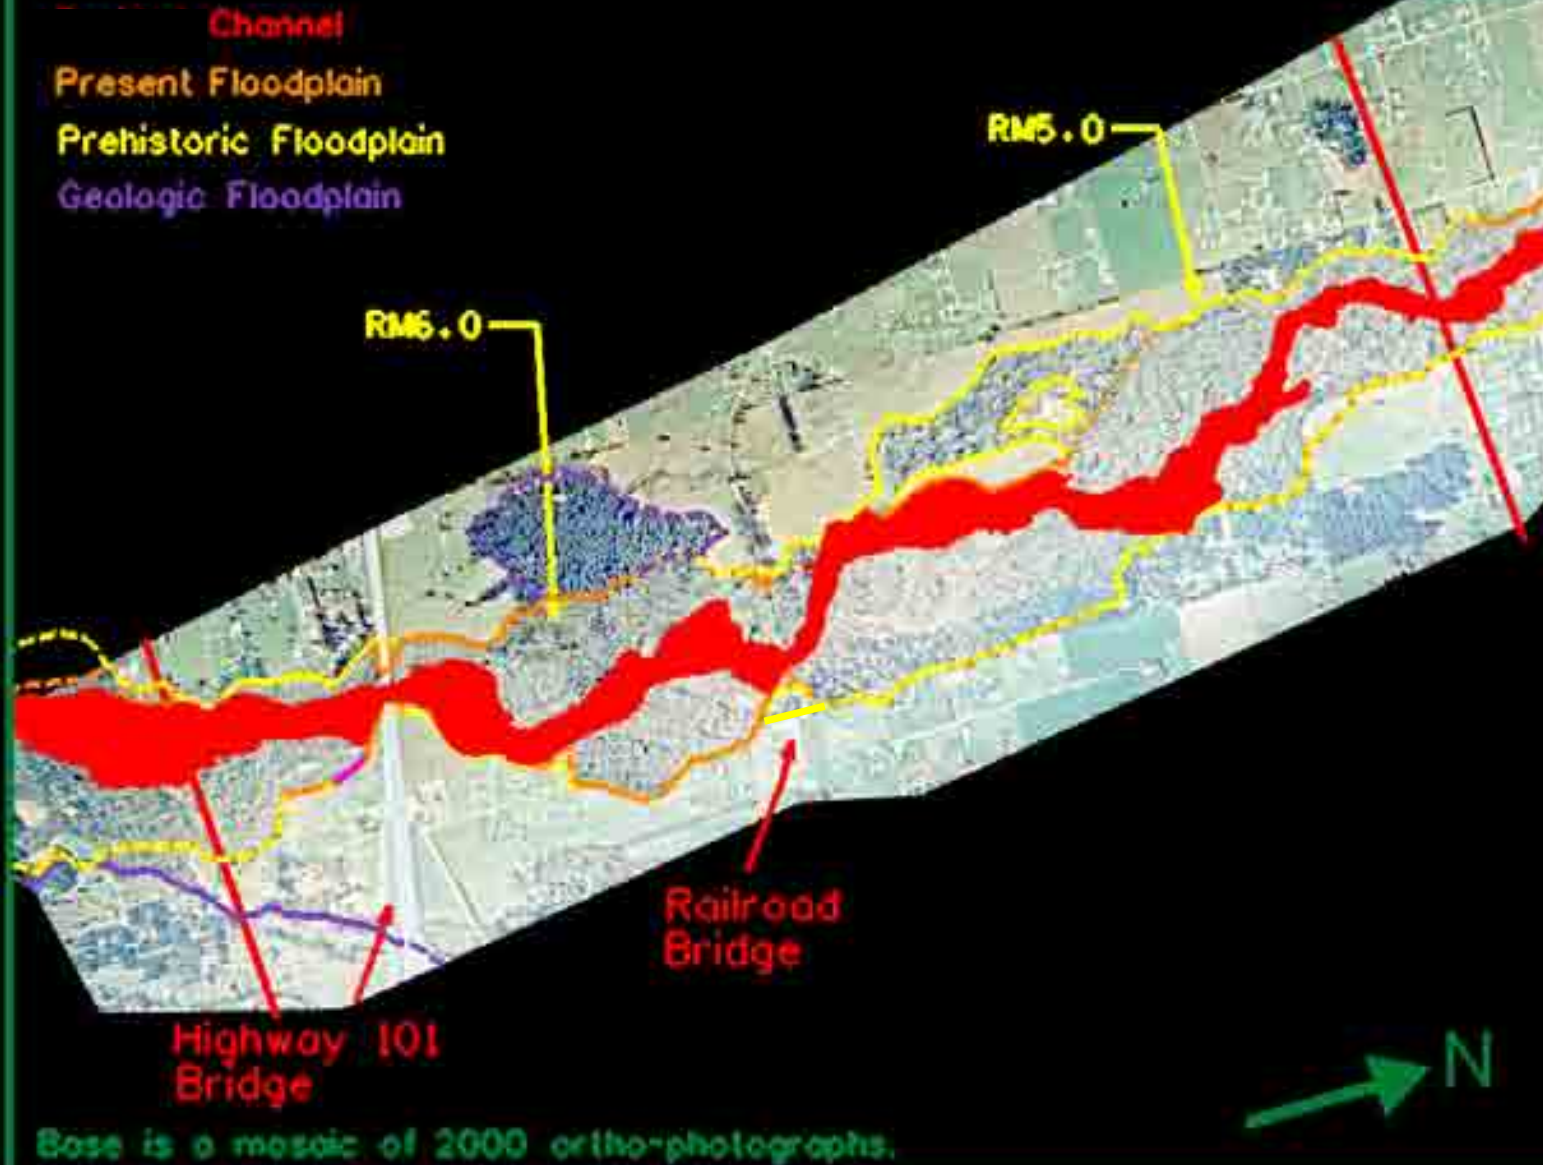 Channel
Present Floodplain
Prehistoric Floodplain
Geologic Floodplain
RM5.0
RM6.0
Railroad
Bridge
Highway 101
Bridge
N
Base is a mosaic of 2000 ortho-photographs.